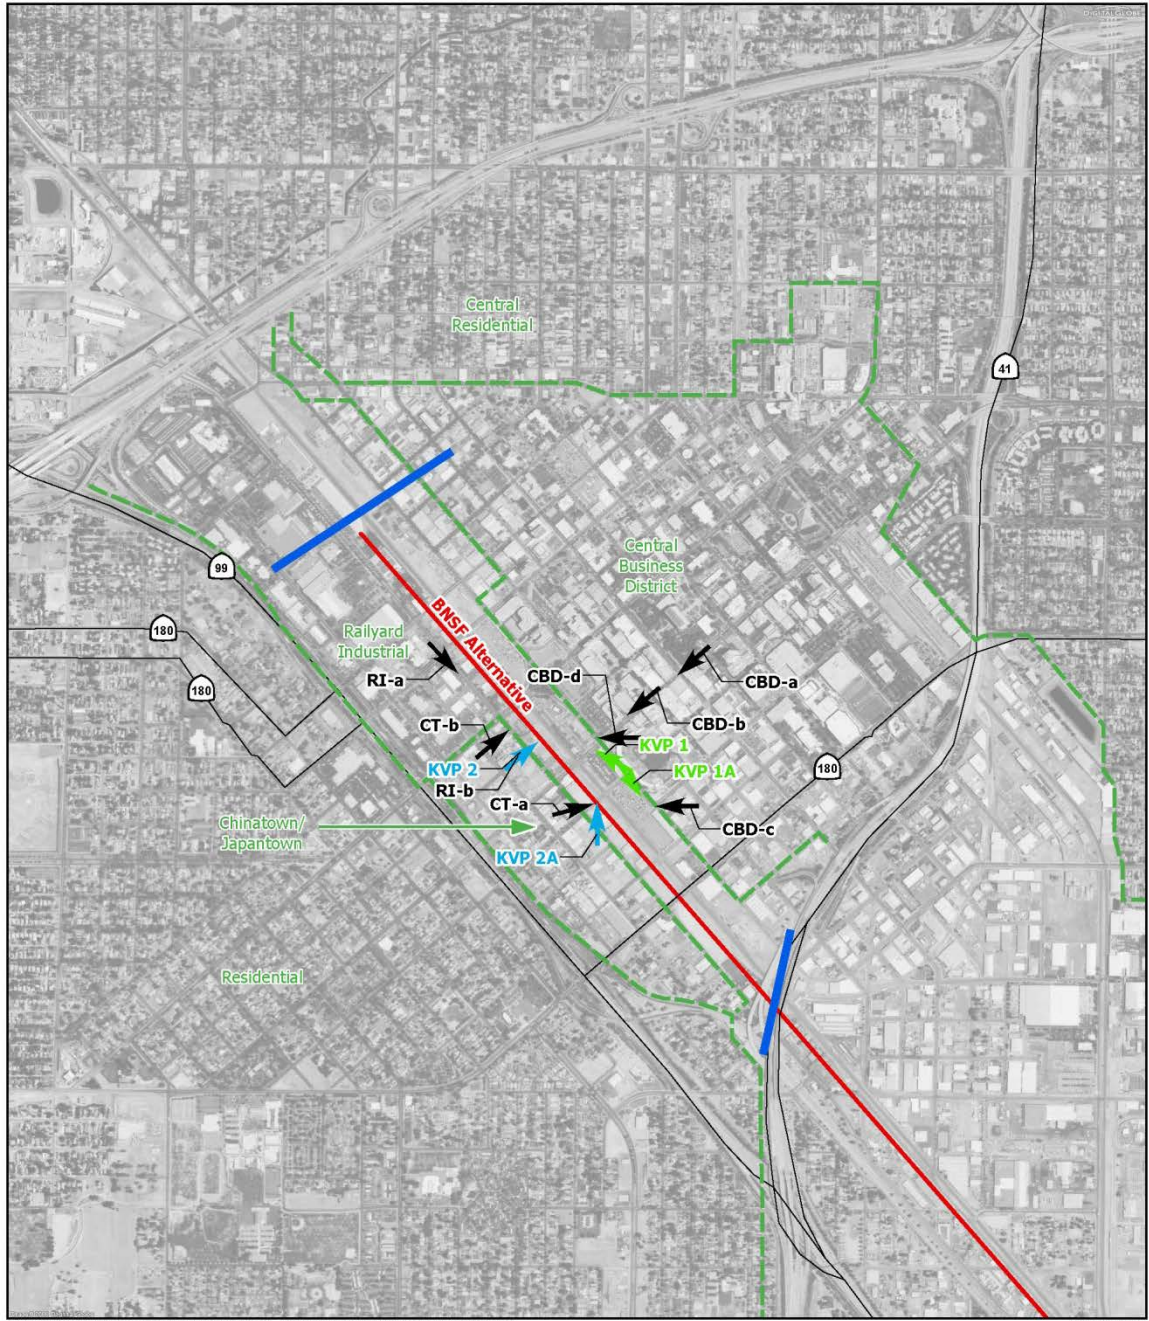 Central
Residential
41
Central
Business
District
99
180
Railyard
Industrial
BNSF Alternative
180
RI-a
CBD-d
CBD-a
CT-b
CBD-b
KVP 1
KVP 2
KVP 1A
180
RI-b
CT-a
Chinatown/
Japantown
CBD-c
KVP 2A
Residential